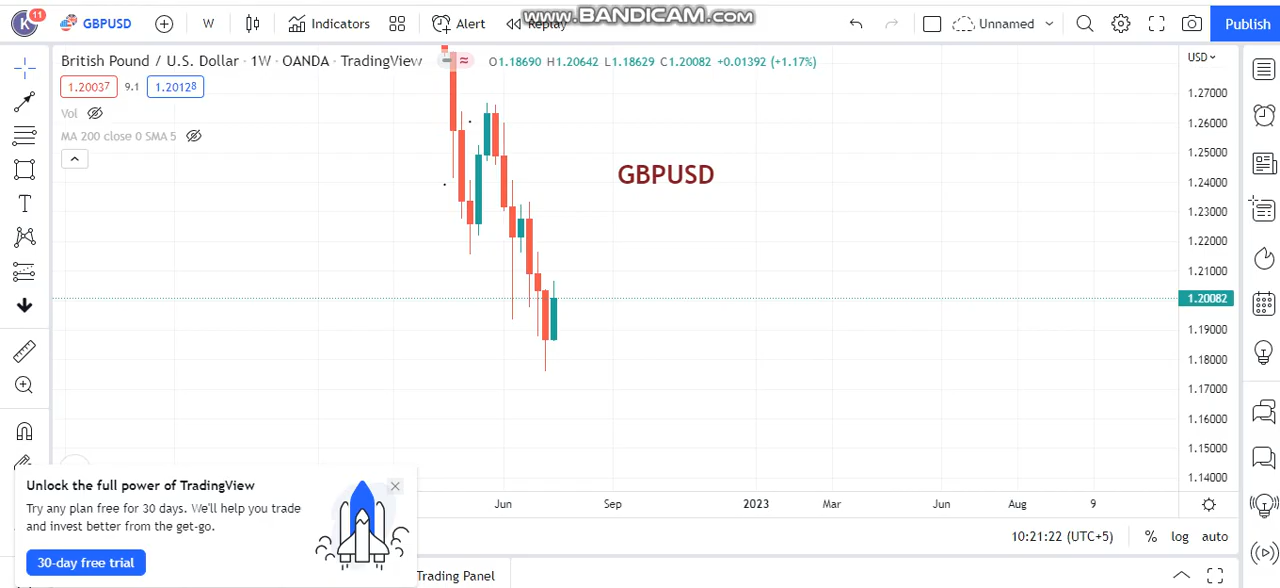 www.BANDICAM.com
K 11 GBPUSD W Indicators Alert Replay Unnamed Publish
British Pound / U.S. Dollar · 1W · OANDA · TradingView O1.18690 H1.20642 L1.18629 C1.20082 +0.01392 (+1.17%) USD
1.20037 9.1 1.20128
1.27000
Vol
1.26000
MA 200 close 0 SMA 5
1.25000
GBPUSD
1.24000
1.23000
1.22000
1.21000
1.20082
1.19000
1.18000
1.17000
1.16000
1.15000
1.14000
Unlock the full power of TradingView
Try any plan free for 30 days. We'll help you trade
and invest better from the get-go.
30-day free trial
Jun Sep 2023 Mar Jun Aug 9
10:21:22 (UTC+5) % log auto
Trading Panel